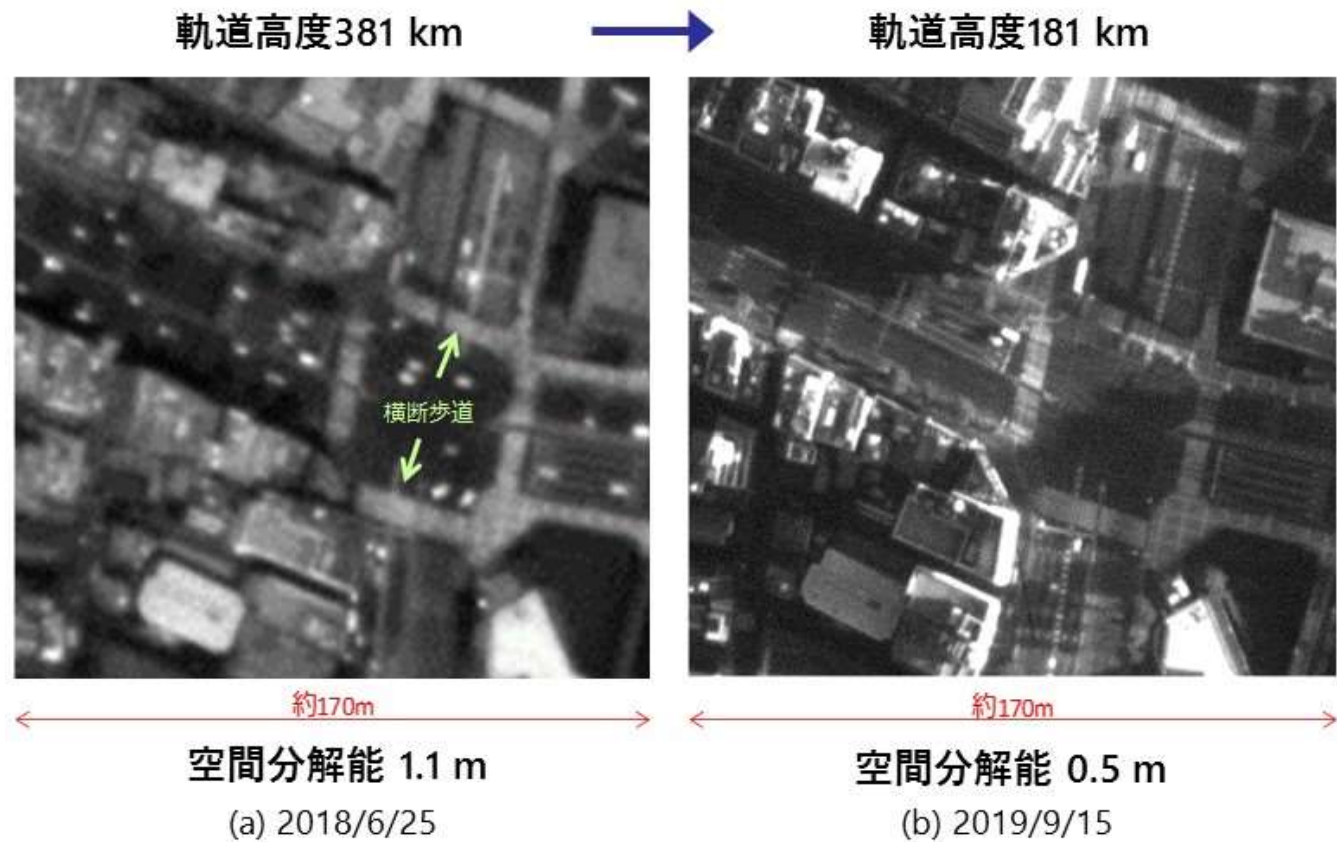 軌道高度381 km
軌道高度181 km
横断歩道
約170m
約170m
空間分解能 1.1 m
空間分解能 0.5 m
(a) 2018/6/25
(b) 2019/9/15